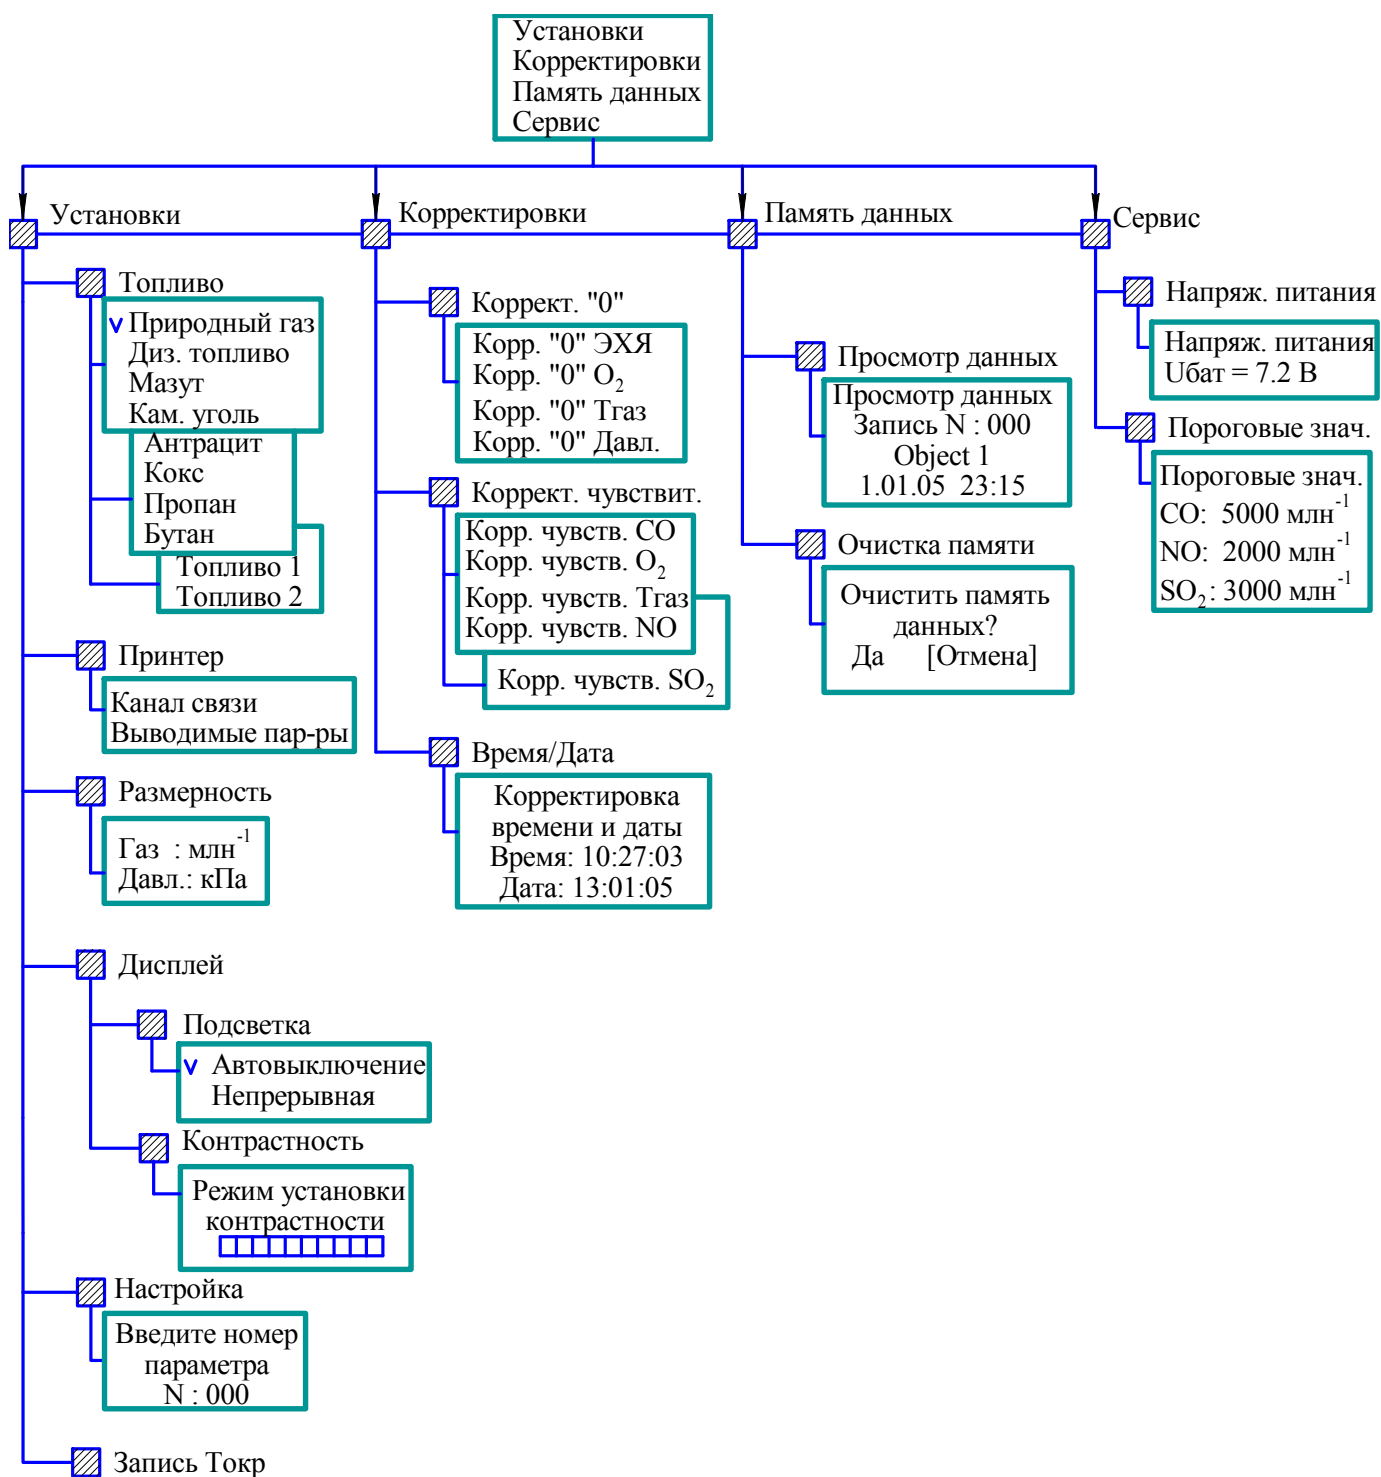 Установки
Корректировки
Память данных
Сервис
Установки
Топливо
Природный газ
Диз. топливо
Мазут
Кам. уголь
Антрацит
Кокс
Пропан
Бутан
Топливо 1
Топливо 2
Принтер
Канал связи
Выводимые пар-ры
Размерность
Газ : млн⁻¹
Давл.: кПа
Дисплей
Подсветка
Автовыключение
Непрерывная
Контрастность
Режим установки
контрастности
Настройка
Введите номер
параметра
N : 000
Запись Токр
Корректировки
Коррект. "0"
Корр. "0" ЭХЯ
Корр. "0" O₂
Корр. "0" Тгаз
Корр. "0" Давл.
Коррект. чувствит.
Корр. чувств. CO
Корр. чувств. O₂
Корр. чувств. Тгаз
Корр. чувств. NO
Корр. чувств. SO₂
Время/Дата
Корректировка
времени и даты
Время: 10:27:03
Дата: 13:01:05
Память данных
Просмотр данных
Просмотр данных
Запись N : 000
Object 1
1.01.05 23:15
Очистка памяти
Очистить память
данных?
Да [Отмена]
Сервис
Напряж. питания
Напряж. питания
Uбат = 7.2 В
Пороговые знач.
Пороговые знач.
CO: 5000 млн⁻¹
NO: 2000 млн⁻¹
SO₂: 3000 млн⁻¹